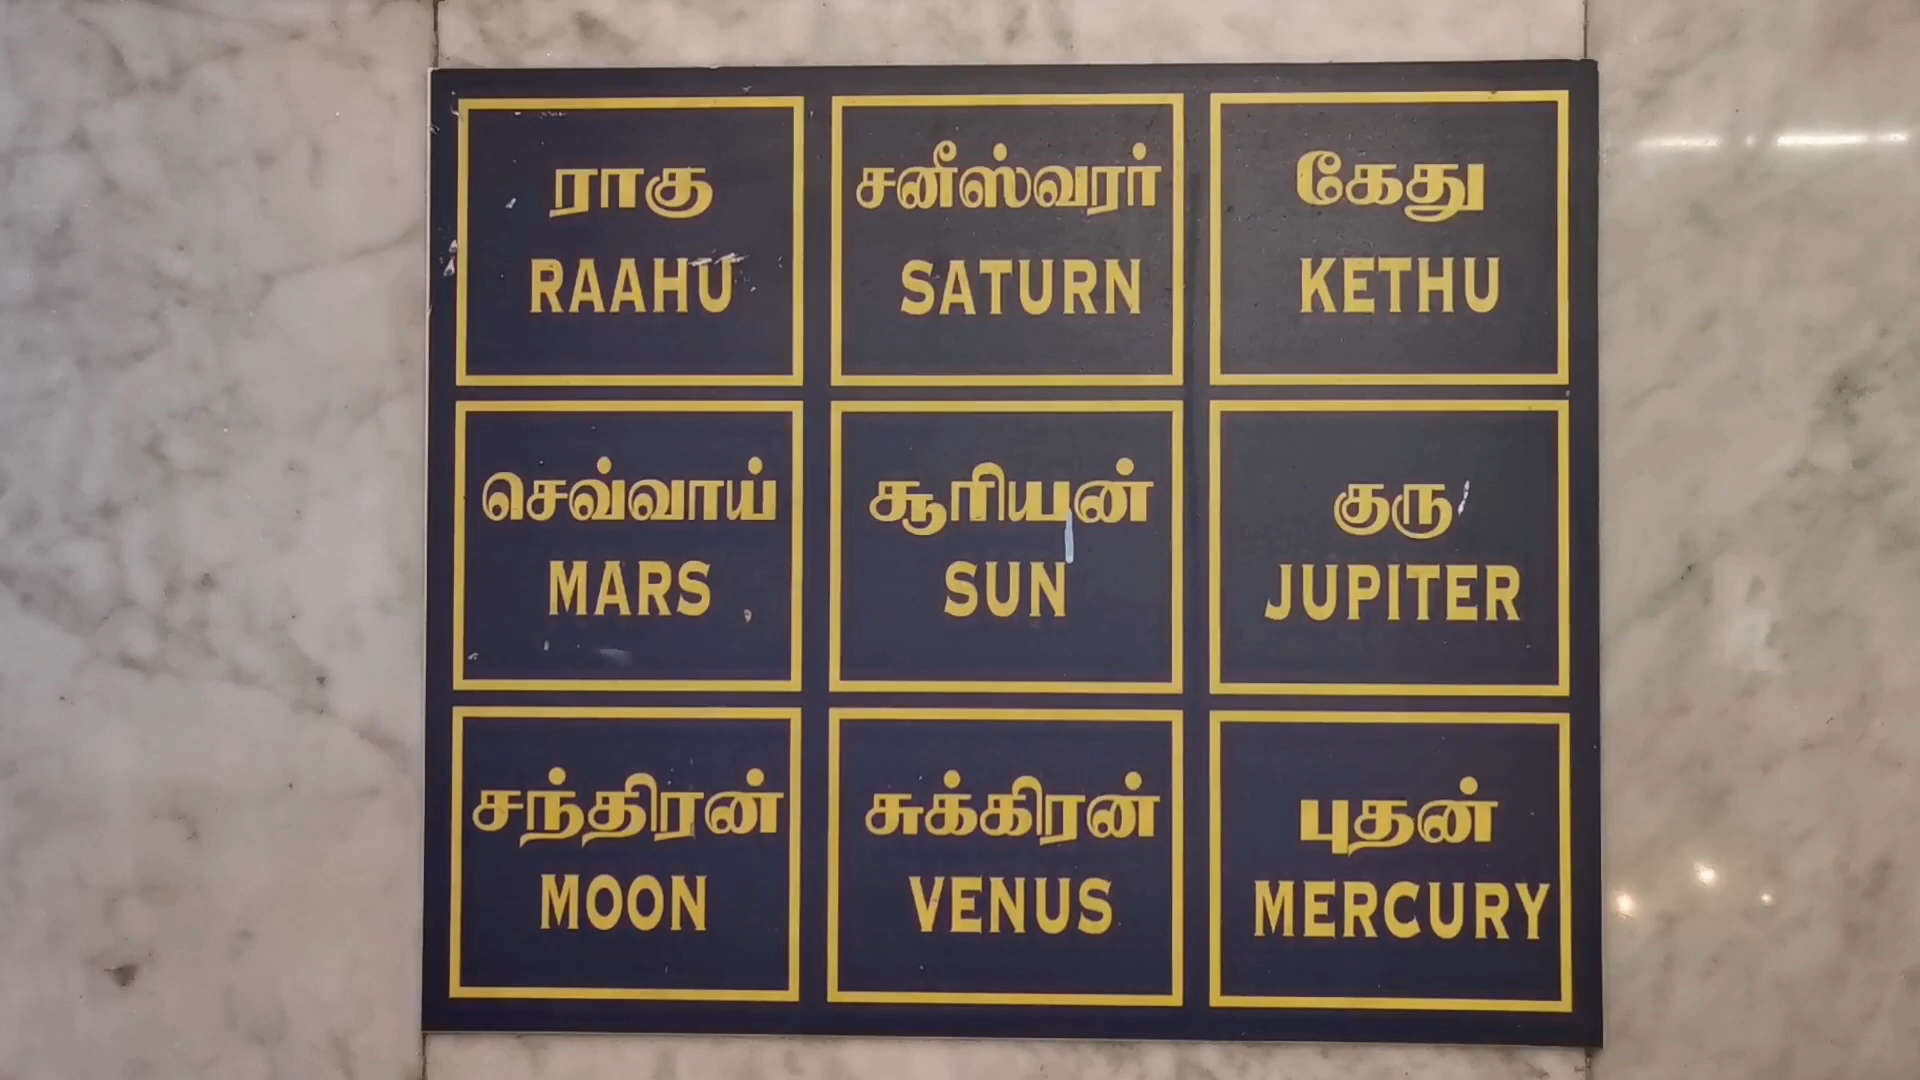 ராகு
RAAHU
சனீஸ்வரர்
SATURN
கேது
KETHU
செவ்வாய்
MARS
சூரியன்
SUN
குரு
JUPITER
சந்திரன்
MOON
சுக்கிரன்
VENUS
புதன்
MERCURY